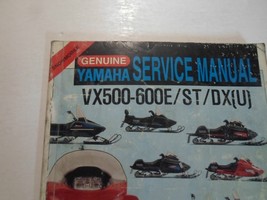 GENUINE
YAMAHA SERVICE MANUAL
VX500-600E/ST/DX(U)